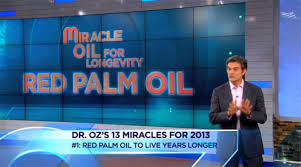 MIRACLE
OIL FOR
LONGEVITY
RED PALM OIL
DR. OZ'S 13 MIRACLES FOR 2013
#1: RED PALM OIL TO LIVE YEARS LONGER